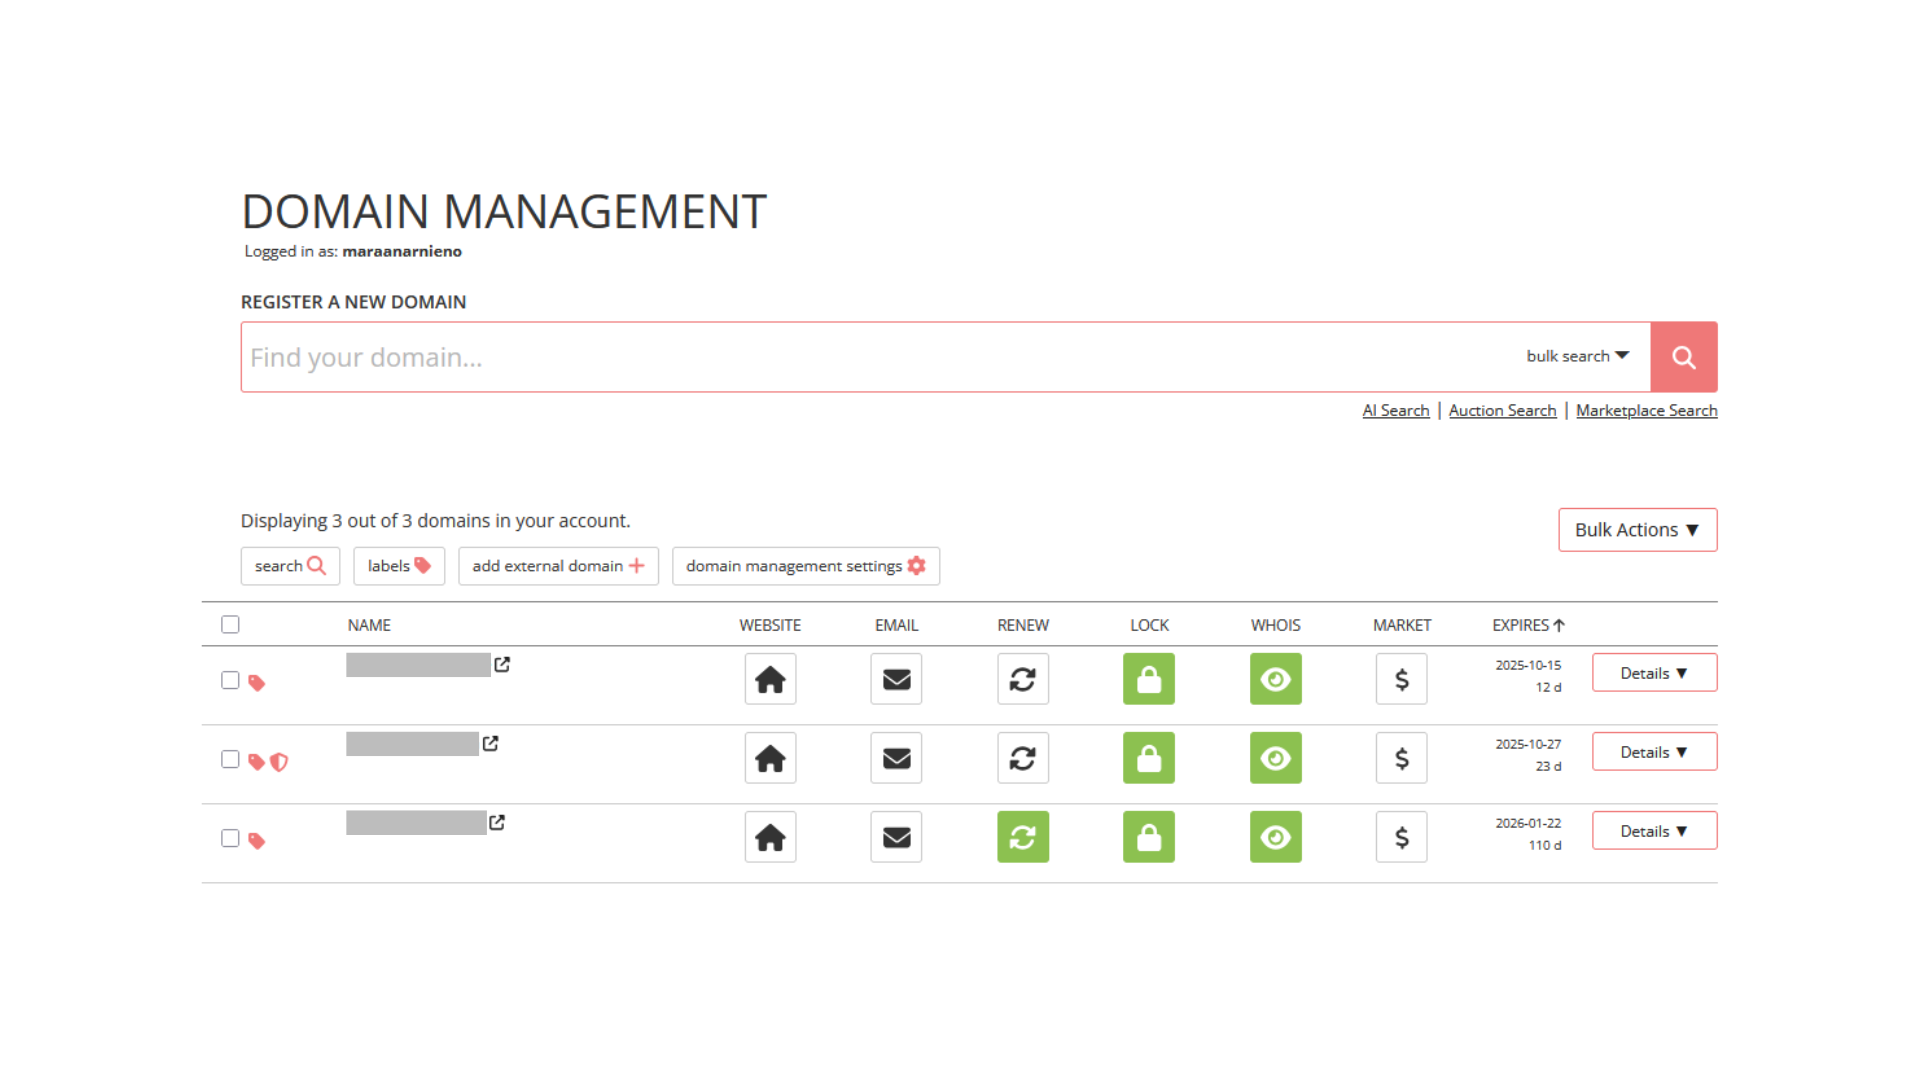 DOMAIN MANAGEMENT
Logged in as: maraanarnieno
REGISTER A NEW DOMAIN
Find your domain... bulk search
AI Search | Auction Search | Marketplace Search
Displaying 3 out of 3 domains in your account.
Bulk Actions ▼
search labels add external domain domain management settings
NAME WEBSITE EMAIL RENEW LOCK WHOIS MARKET EXPIRES
$ 2025-10-15 Details ▼
12 d
$ 2025-10-27 Details ▼
23 d
$ 2026-01-22 Details ▼
110 d